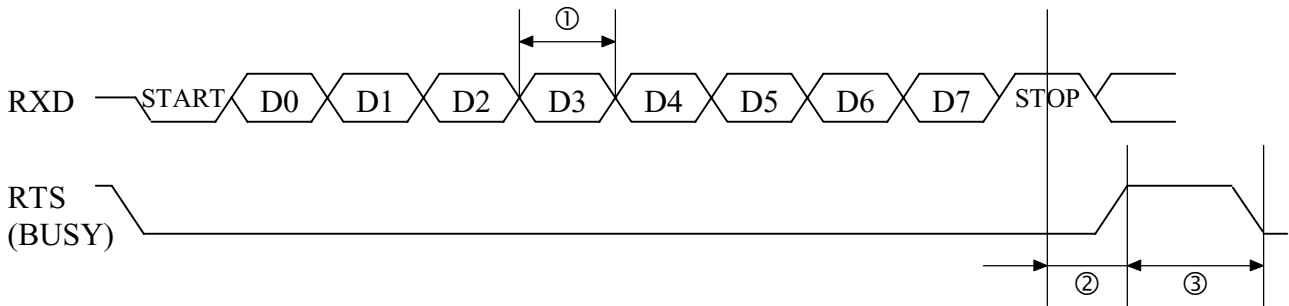 ①
RXD START D0 D1 D2 D3 D4 D5 D6 D7 STOP
RTS
(BUSY)
② ③